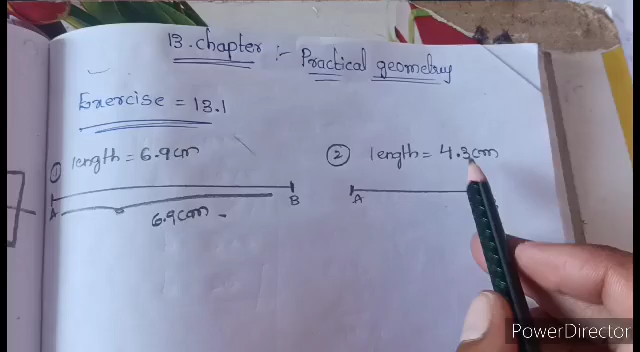 13. chapter :- Practical geometry
Exercise = 13.1
① length = 6.9cm
A B
6.9cm
② length = 4.3cm
A
PowerDirector